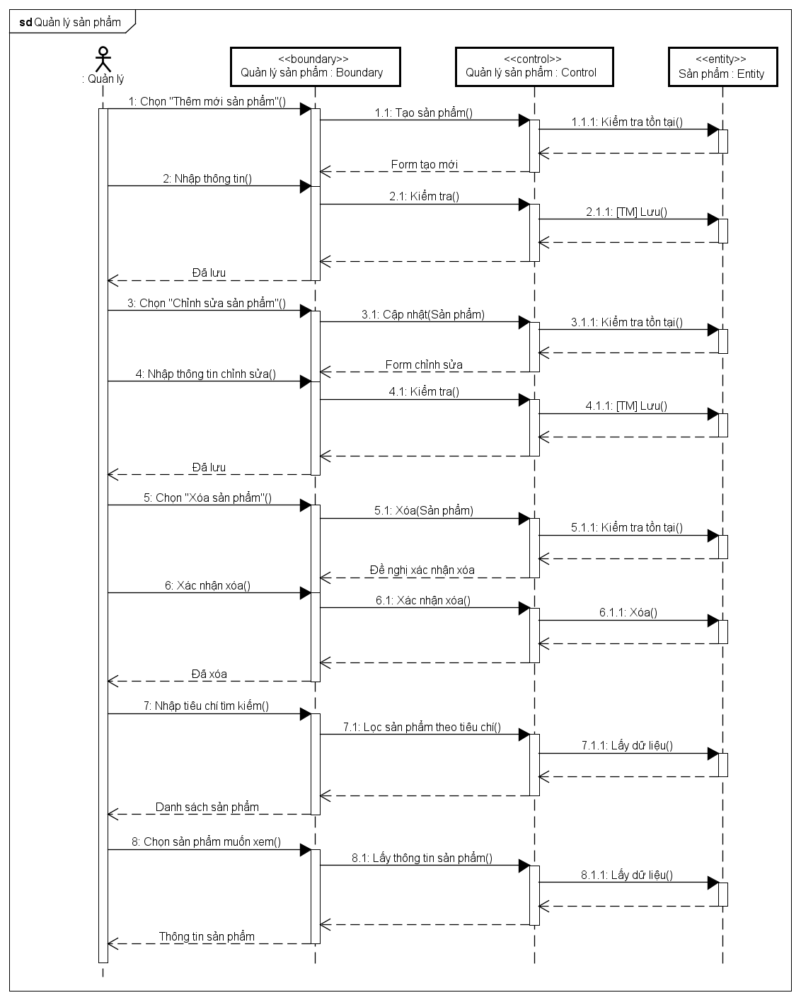 sd Quản lý sản phẩm
: Quản lý
<<boundary>>
Quản lý sản phẩm : Boundary
<<control>>
Quản lý sản phẩm : Control
<<entity>>
Sản phẩm : Entity
1: Chọn "Thêm mới sản phẩm"()
1.1: Tạo sản phẩm()
1.1.1: Kiểm tra tồn tại()
Form tạo mới
2: Nhập thông tin()
2.1: Kiểm tra()
2.1.1: [TM] Lưu()
Đã lưu
3: Chọn "Chỉnh sửa sản phẩm"()
3.1: Cập nhật(Sản phẩm)
3.1.1: Kiểm tra tồn tại()
Form chỉnh sửa
4: Nhập thông tin chỉnh sửa()
4.1: Kiểm tra()
4.1.1: [TM] Lưu()
Đã lưu
5: Chọn "Xóa sản phẩm"()
5.1: Xóa(Sản phẩm)
5.1.1: Kiểm tra tồn tại()
Đề nghị xác nhận xóa
6: Xác nhận xóa()
6.1: Xác nhận xóa()
6.1.1: Xóa()
Đã xóa
7: Nhập tiêu chí tìm kiếm()
7.1: Lọc sản phẩm theo tiêu chí()
7.1.1: Lấy dữ liệu()
Danh sách sản phẩm
8: Chọn sản phẩm muốn xem()
8.1: Lấy thông tin sản phẩm()
8.1.1: Lấy dữ liệu()
Thông tin sản phẩm